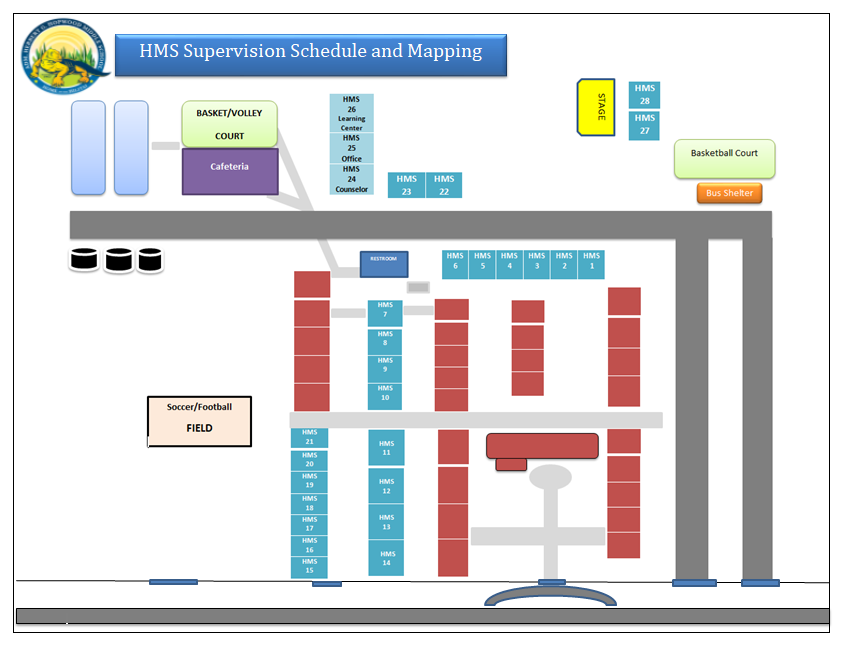 HMS Supervision Schedule and Mapping
BASKET/VOLLEY
COURT
Cafeteria
HMS
26
Learning
Center
HMS
25
Office
HMS
24
Counselor
HMS
23
HMS
22
STAGE
HMS
28
HMS
27
Basketball Court
Bus Shelter
RESTROOM
HMS
6
HMS
5
HMS
4
HMS
3
HMS
2
HMS
1
HMS
7
HMS
8
HMS
9
HMS
10
Soccer/Football
FIELD
HMS
21
HMS
20
HMS
19
HMS
18
HMS
17
HMS
16
HMS
15
HMS
11
HMS
12
HMS
13
HMS
14